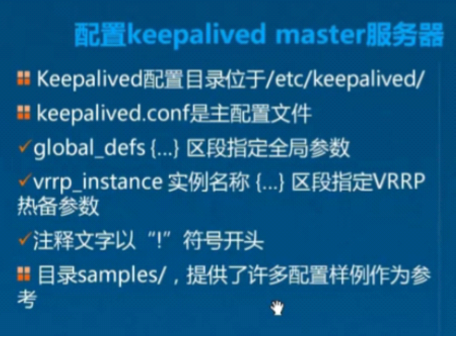 配置keepalived master服务器
Keepalived配置目录位于/etc/keepalived/
keepalived.conf是主配置文件
✓global_defs {...} 区段指定全局参数
✓vrrp_instance 实例名称 {...} 区段指定VRRP
热备参数
✓注释文字以“!”符号开头
目录samples/，提供了许多配置样例作为参
考